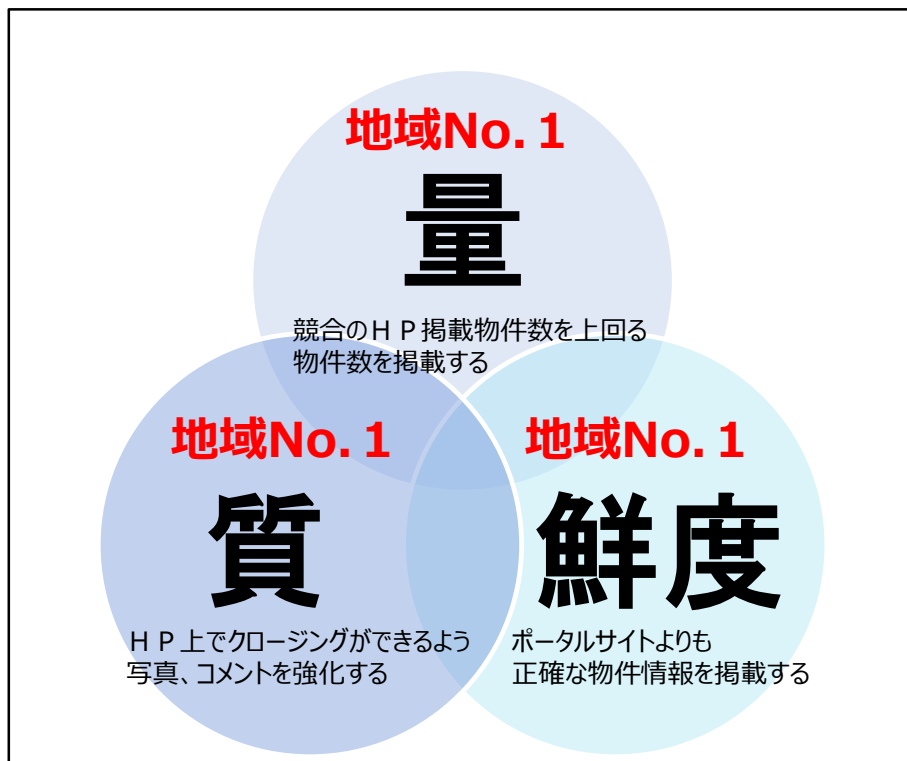 地域No.１
量
競合のＨＰ掲載物件数を上回る
物件数を掲載する
地域No.１
質
ＨＰ上でクロージングができるよう
写真、コメントを強化する
地域No.１
鮮度
ポータルサイトよりも
正確な物件情報を掲載する